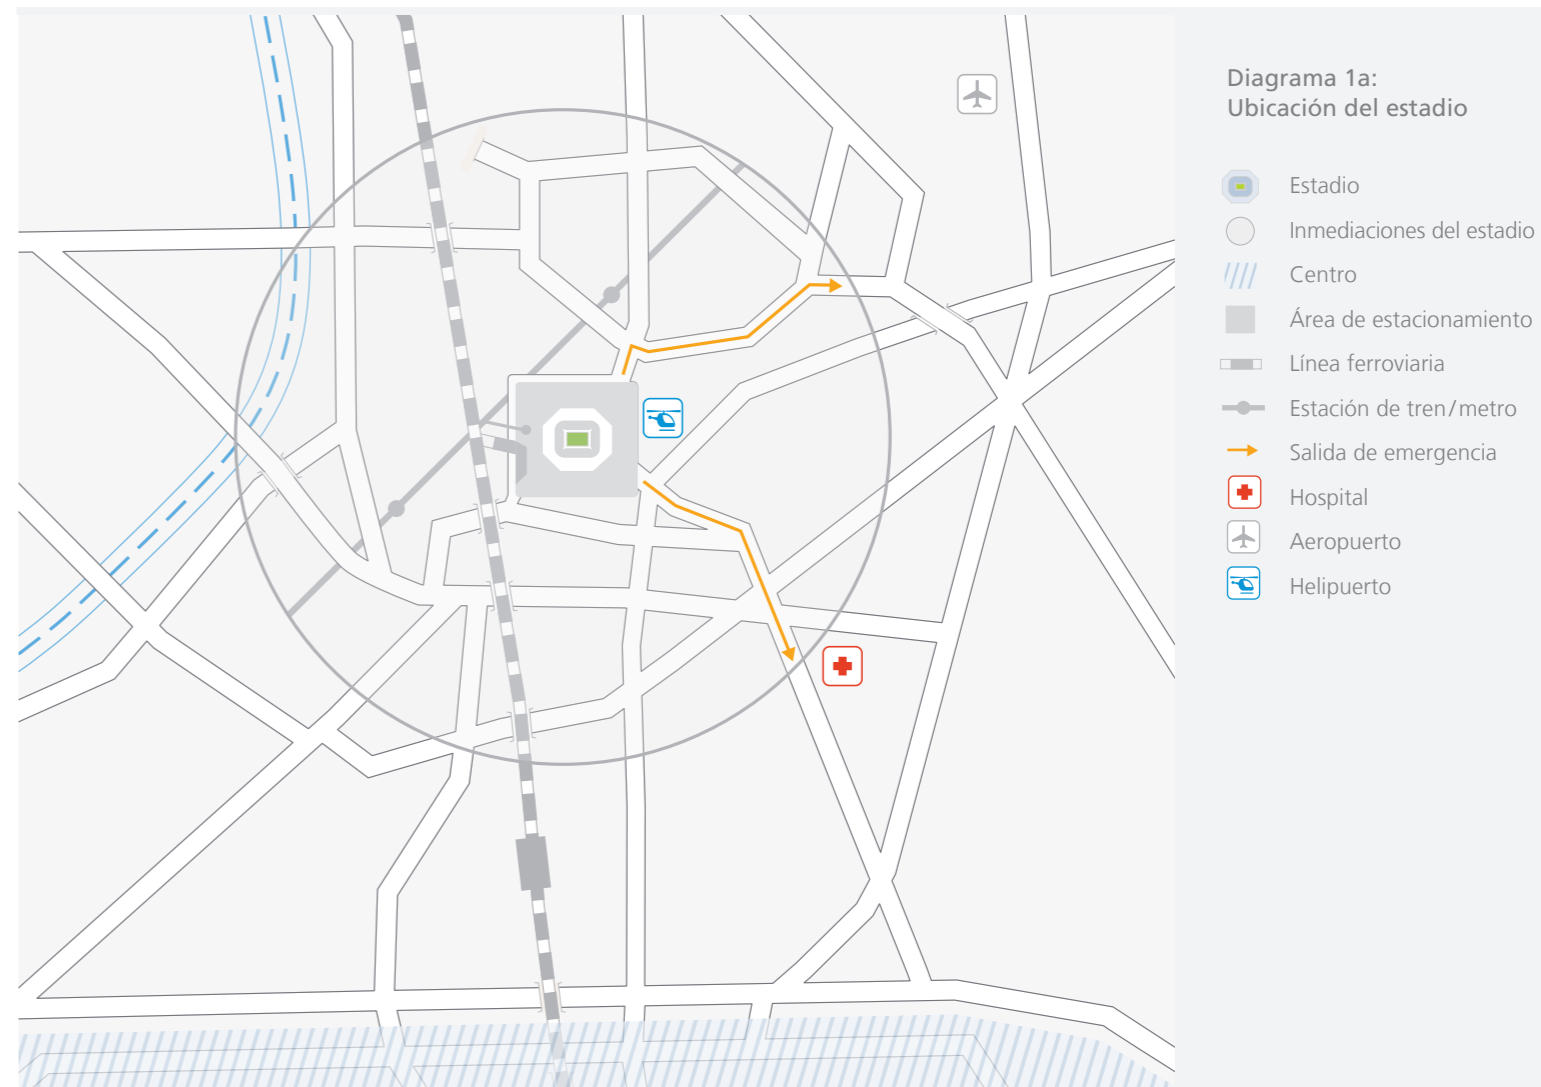 Diagrama 1a:
Ubicación del estadio
Estadio
Inmediaciones del estadio
Centro
Área de estacionamiento
Línea ferroviaria
Estación de tren/metro
Salida de emergencia
Hospital
Aeropuerto
Helipuerto